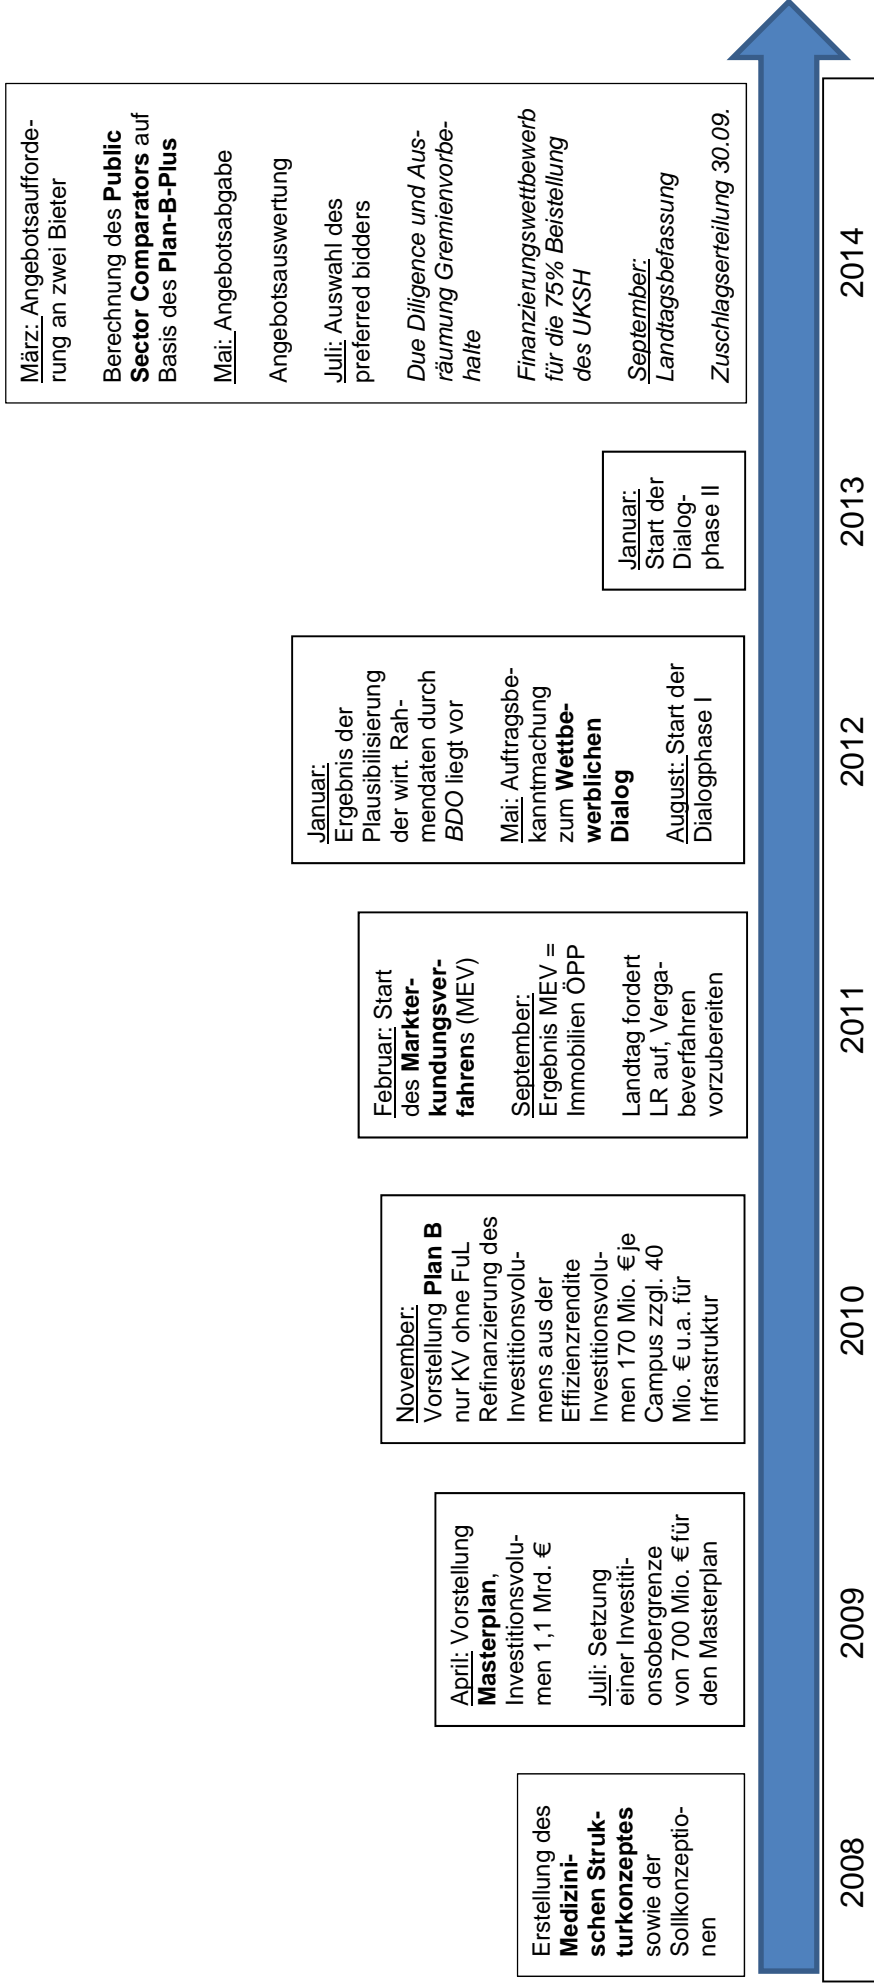 Erstellung des
Medizini-
schen Struk-
turkonzeptes
sowie der
Sollkonzeptio-
nen
April: Vorstellung
Masterplan,
Investitionsvolu-
men 1,1 Mrd. €
Juli: Setzung
einer Investiti-
onsobergrenze
von 700 Mio. € für
den Masterplan
November:
Vorstellung Plan B
nur KV ohne FuL
Refinanzierung des
Investitionsvolu-
mens aus der
Effizienzrendite
Investitionsvolu-
men 170 Mio. € je
Campus zzgl. 40
Mio. € u.a. für
Infrastruktur
Februar: Start
des Markter-
kundungsver-
fahrens (MEV)
September:
Ergebnis MEV =
Immobilien ÖPP
Landtag fordert
LR auf, Verga-
beverfahren
vorzubereiten
Januar:
Ergebnis der
Plausibilisierung
der wirt. Rah-
mendaten durch
BDO liegt vor
Mai: Auftragsbe-
kanntmachung
zum Wettbe-
werblichen
Dialog
August: Start der
Dialogphase I
Januar:
Start der
Dialog-
phase II
März: Angebotsaufforde-
rung an zwei Bieter
Berechnung des Public
Sector Comparators auf
Basis des Plan-B-Plus
Mai: Angebotsabgabe
Angebotsauswertung
Juli: Auswahl des
preferred bidders
Due Diligence und Aus-
räumung Gremienvorbe-
halte
Finanzierungswettbewerb
für die 75% Beistellung
des UKSH
September:
Landtagsbefassung
Zuschlagserteilung 30.09.
2008
2009
2010
2011
2012
2013
2014